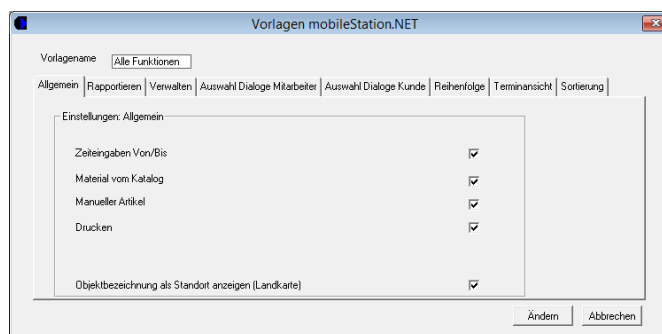 Vorlagen mobileStation.NET
Vorlagename Alle Funktionen
Allgemein Rapportieren Verwalten Auswahl Dialoge Mitarbeiter Auswahl Dialoge Kunde Reihenfolge Terminansicht Sortierung
Einstellungen: Allgemein
Zeiteingaben Von/Bis
Material vom Katalog
Manueller Artikel
Drucken
Objektbezeichnung als Standort anzeigen (Landkarte)
Ändern Abbrechen